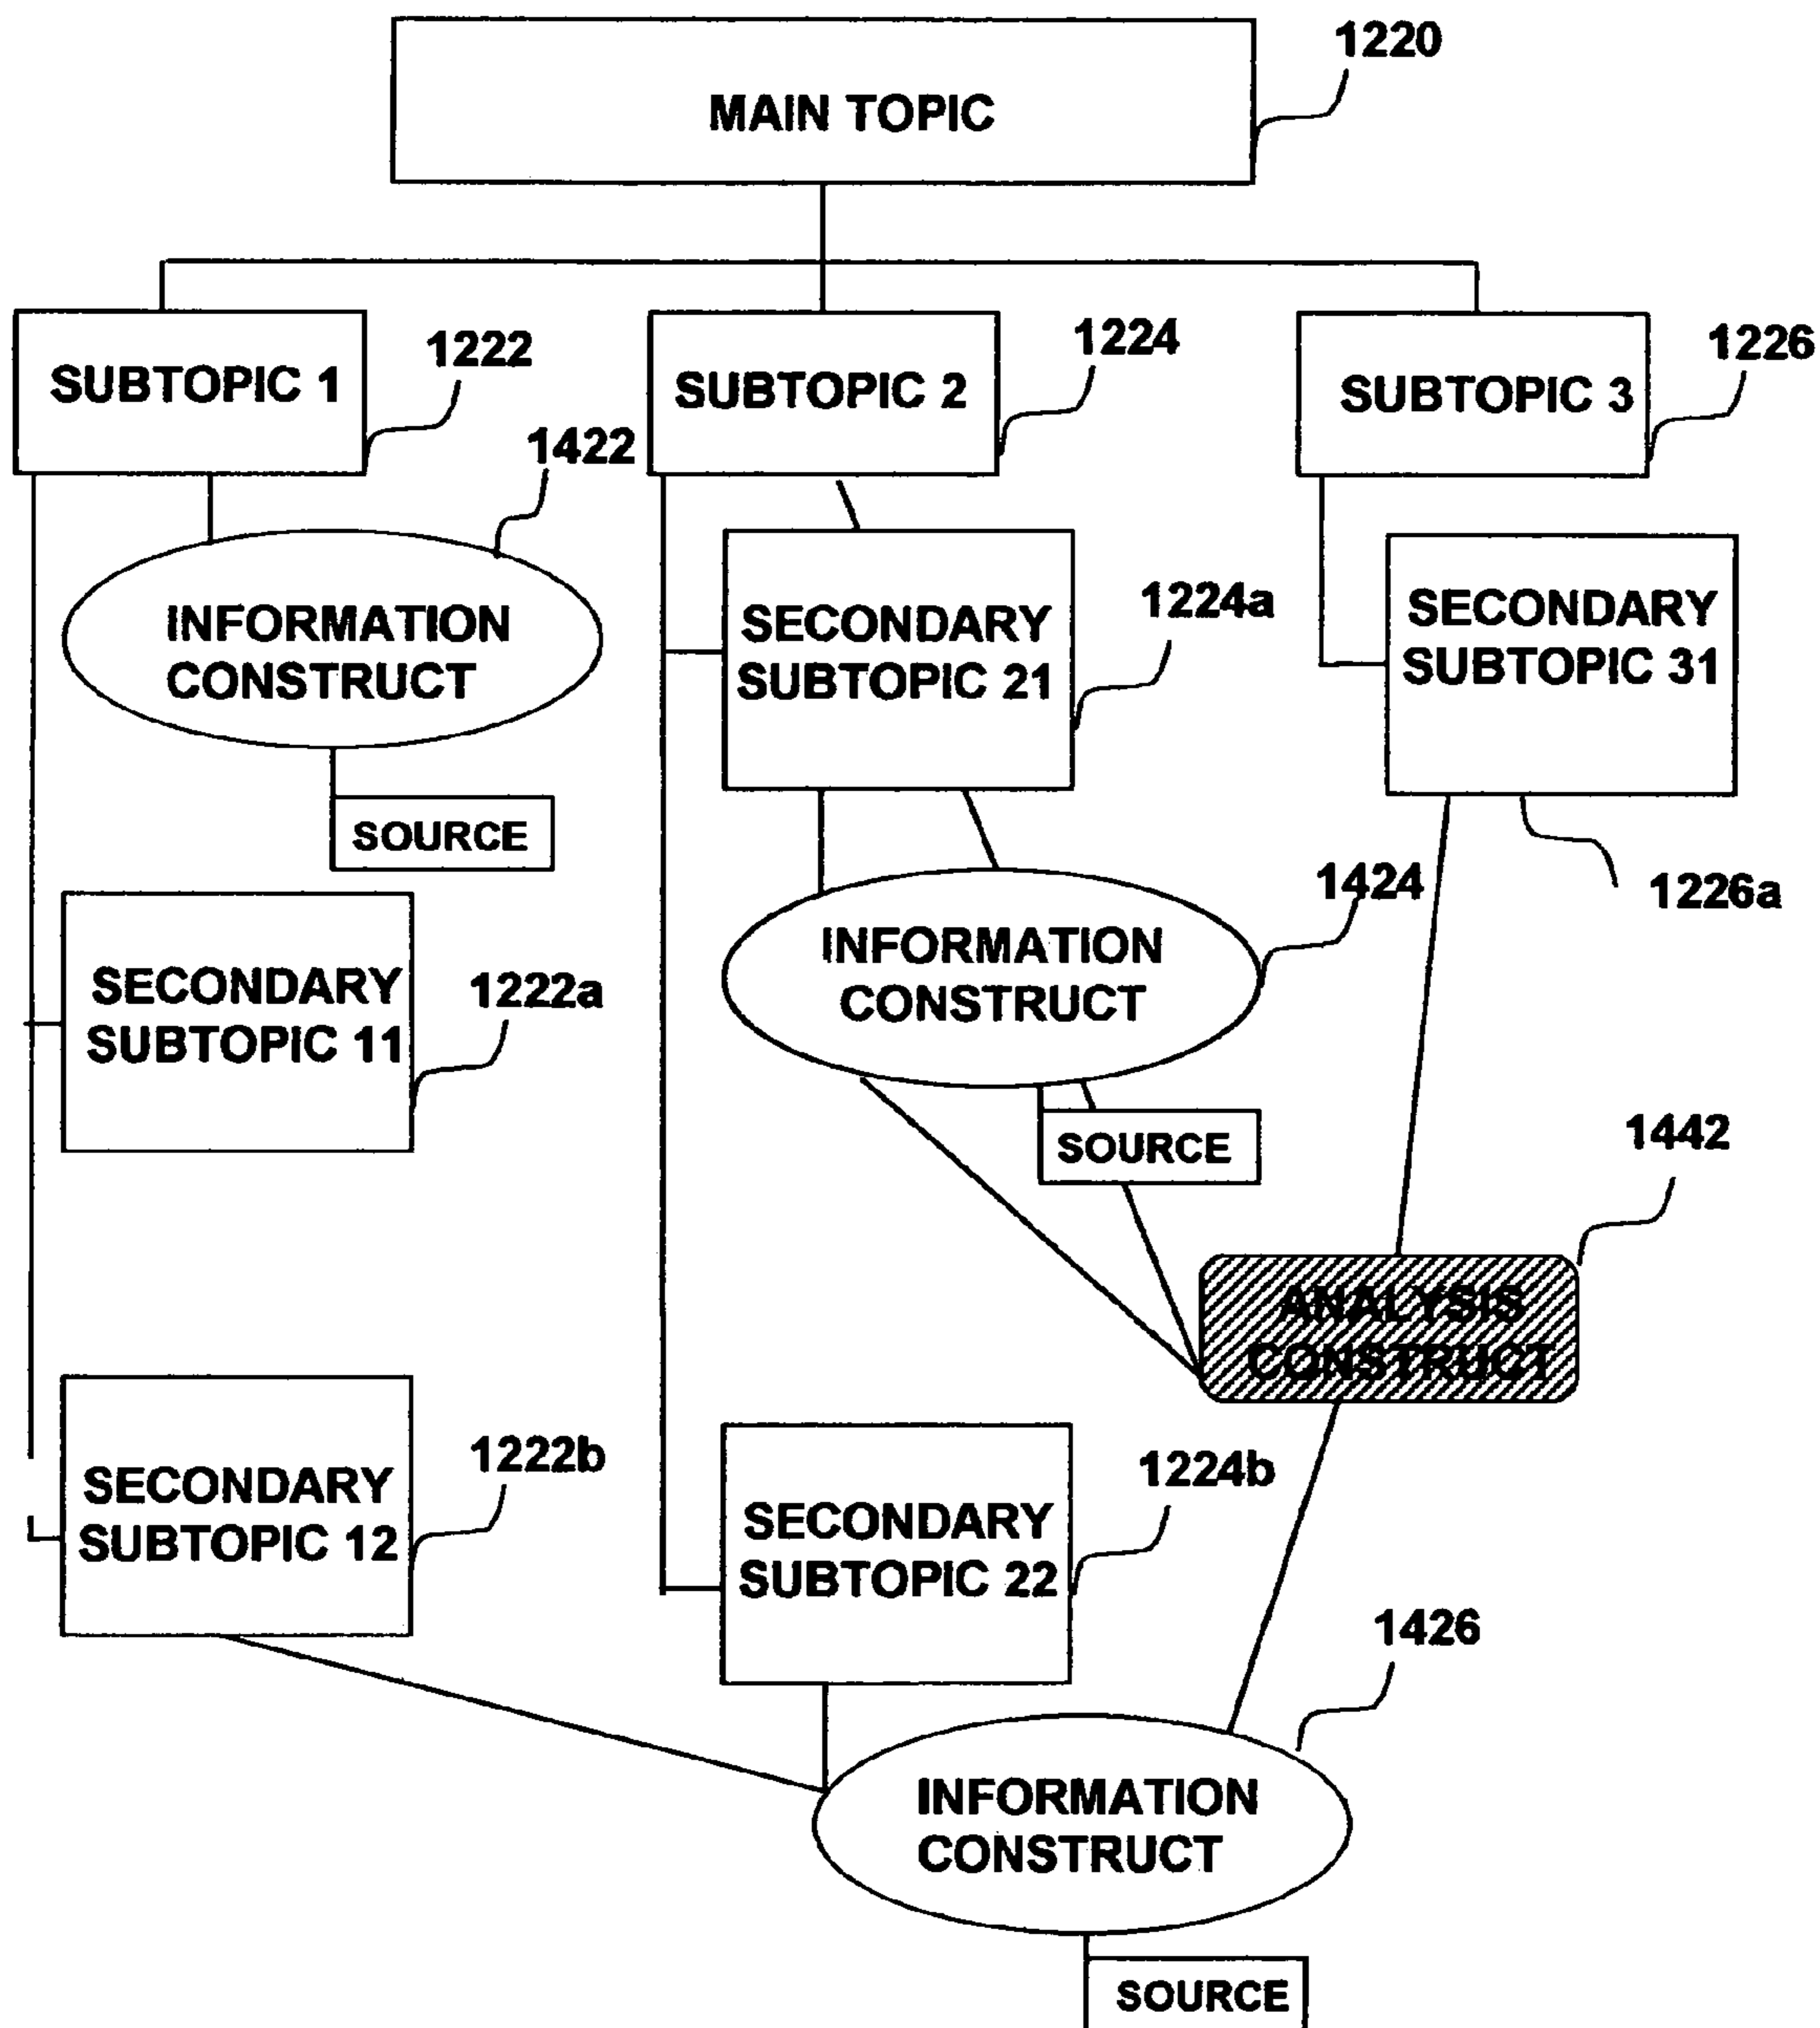 1220
MAIN TOPIC
SUBTOPIC 1
1222
SUBTOPIC 2
1224
SUBTOPIC 3
1226
1422
INFORMATION
CONSTRUCT
SOURCE
SECONDARY
SUBTOPIC 21
1224a
SECONDARY
SUBTOPIC 31
1226a
INFORMATION
CONSTRUCT
1424
SOURCE
SECONDARY
SUBTOPIC 11
1222a
1442
ANALYSIS
CONSTRUCT
SECONDARY
SUBTOPIC 12
1222b
SECONDARY
SUBTOPIC 22
1224b
1426
INFORMATION
CONSTRUCT
SOURCE